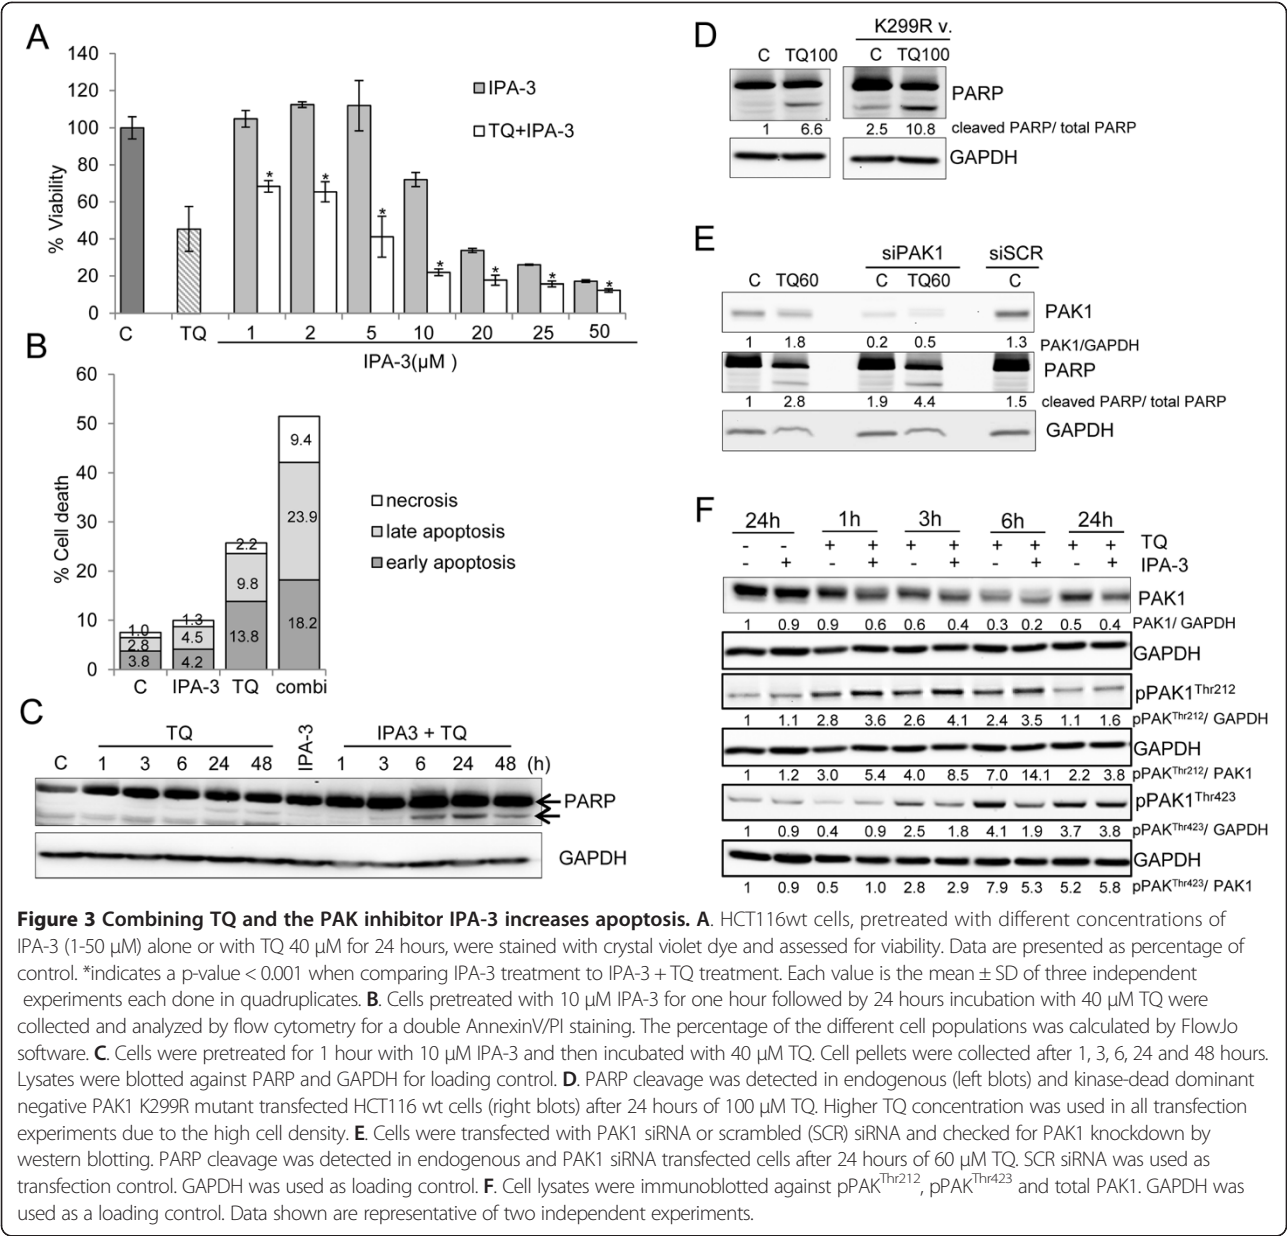 A
140
120
100
80
60
40
20
0
% Viability
IPA-3
TQ+IPA-3
* * * * * * *
C TQ 1 2 5 10 20 25 50
IPA-3(µM )
B
60
50
40
30
20
10
0
% Cell death
1.0
2.8
3.8
1.3
4.5
4.2
2.2
9.8
13.8
9.4
23.9
18.2
necrosis
late apoptosis
early apoptosis
C IPA-3 TQ combi
C
TQ IPA-3 IPA3 + TQ
C 1 3 6 24 48 1 3 6 24 48 (h)
PARP
GAPDH
D
K299R v.
C TQ100 C TQ100
PARP
1 6.6 2.5 10.8 cleaved PARP/ total PARP
GAPDH
E
siPAK1 siSCR
C TQ60 C TQ60 C
PAK1
1 1.8 0.2 0.5 1.3 PAK1/GAPDH
PARP
1 2.8 1.9 4.4 1.5 cleaved PARP/ total PARP
GAPDH
F
24h 1h 3h 6h 24h
- - + + + + + + + + TQ
- + - + - + - + - + IPA-3
PAK1
1 0.9 0.9 0.6 0.6 0.4 0.3 0.2 0.5 0.4 PAK1/ GAPDH
GAPDH
pPAK1Thr212
1 1.1 2.8 3.6 2.6 4.1 2.4 3.5 1.1 1.6 pPAKThr212/ GAPDH
GAPDH
1 1.2 3.0 5.4 4.0 8.5 7.0 14.1 2.2 3.8 pPAKThr212/ PAK1
pPAK1Thr423
1 0.9 0.4 0.9 2.5 1.8 4.1 1.9 3.7 3.8 pPAKThr423/ GAPDH
GAPDH
1 0.9 0.5 1.0 2.8 2.9 7.9 5.3 5.2 5.8 pPAKThr423/ PAK1
Figure 3 Combining TQ and the PAK inhibitor IPA-3 increases apoptosis. A. HCT116wt cells, pretreated with different concentrations of
IPA-3 (1-50 µM) alone or with TQ 40 µM for 24 hours, were stained with crystal violet dye and assessed for viability. Data are presented as percentage of
control. *indicates a p-value < 0.001 when comparing IPA-3 treatment to IPA-3 + TQ treatment. Each value is the mean ± SD of three independent
experiments each done in quadruplicates. B. Cells pretreated with 10 µM IPA-3 for one hour followed by 24 hours incubation with 40 µM TQ were
collected and analyzed by flow cytometry for a double AnnexinV/PI staining. The percentage of the different cell populations was calculated by FlowJo
software. C. Cells were pretreated for 1 hour with 10 µM IPA-3 and then incubated with 40 µM TQ. Cell pellets were collected after 1, 3, 6, 24 and 48 hours.
Lysates were blotted against PARP and GAPDH for loading control. D. PARP cleavage was detected in endogenous (left blots) and kinase-dead dominant
negative PAK1 K299R mutant transfected HCT116 wt cells (right blots) after 24 hours of 100 µM TQ. Higher TQ concentration was used in all transfection
experiments due to the high cell density. E. Cells were transfected with PAK1 siRNA or scrambled (SCR) siRNA and checked for PAK1 knockdown by
western blotting. PARP cleavage was detected in endogenous and PAK1 siRNA transfected cells after 24 hours of 60 µM TQ. SCR siRNA was used as
transfection control. GAPDH was used as loading control. F. Cell lysates were immunoblotted against pPAKThr212, pPAKThr423 and total PAK1. GAPDH was
used as a loading control. Data shown are representative of two independent experiments.